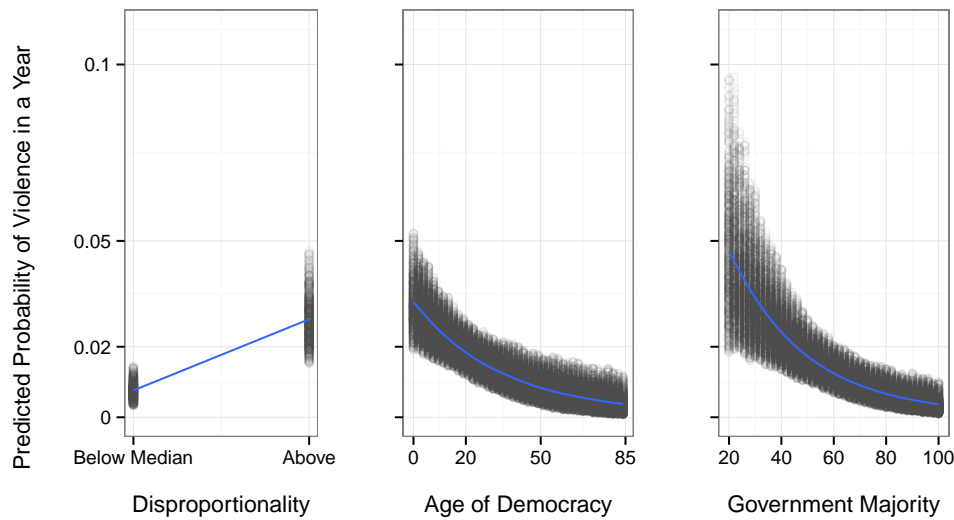 Predicted Probability of Violence in a Year
0.1
0.05
0.02
0
Below Median Above
Disproportionality
0 20 50 85
Age of Democracy
20 40 60 80 100
Government Majority